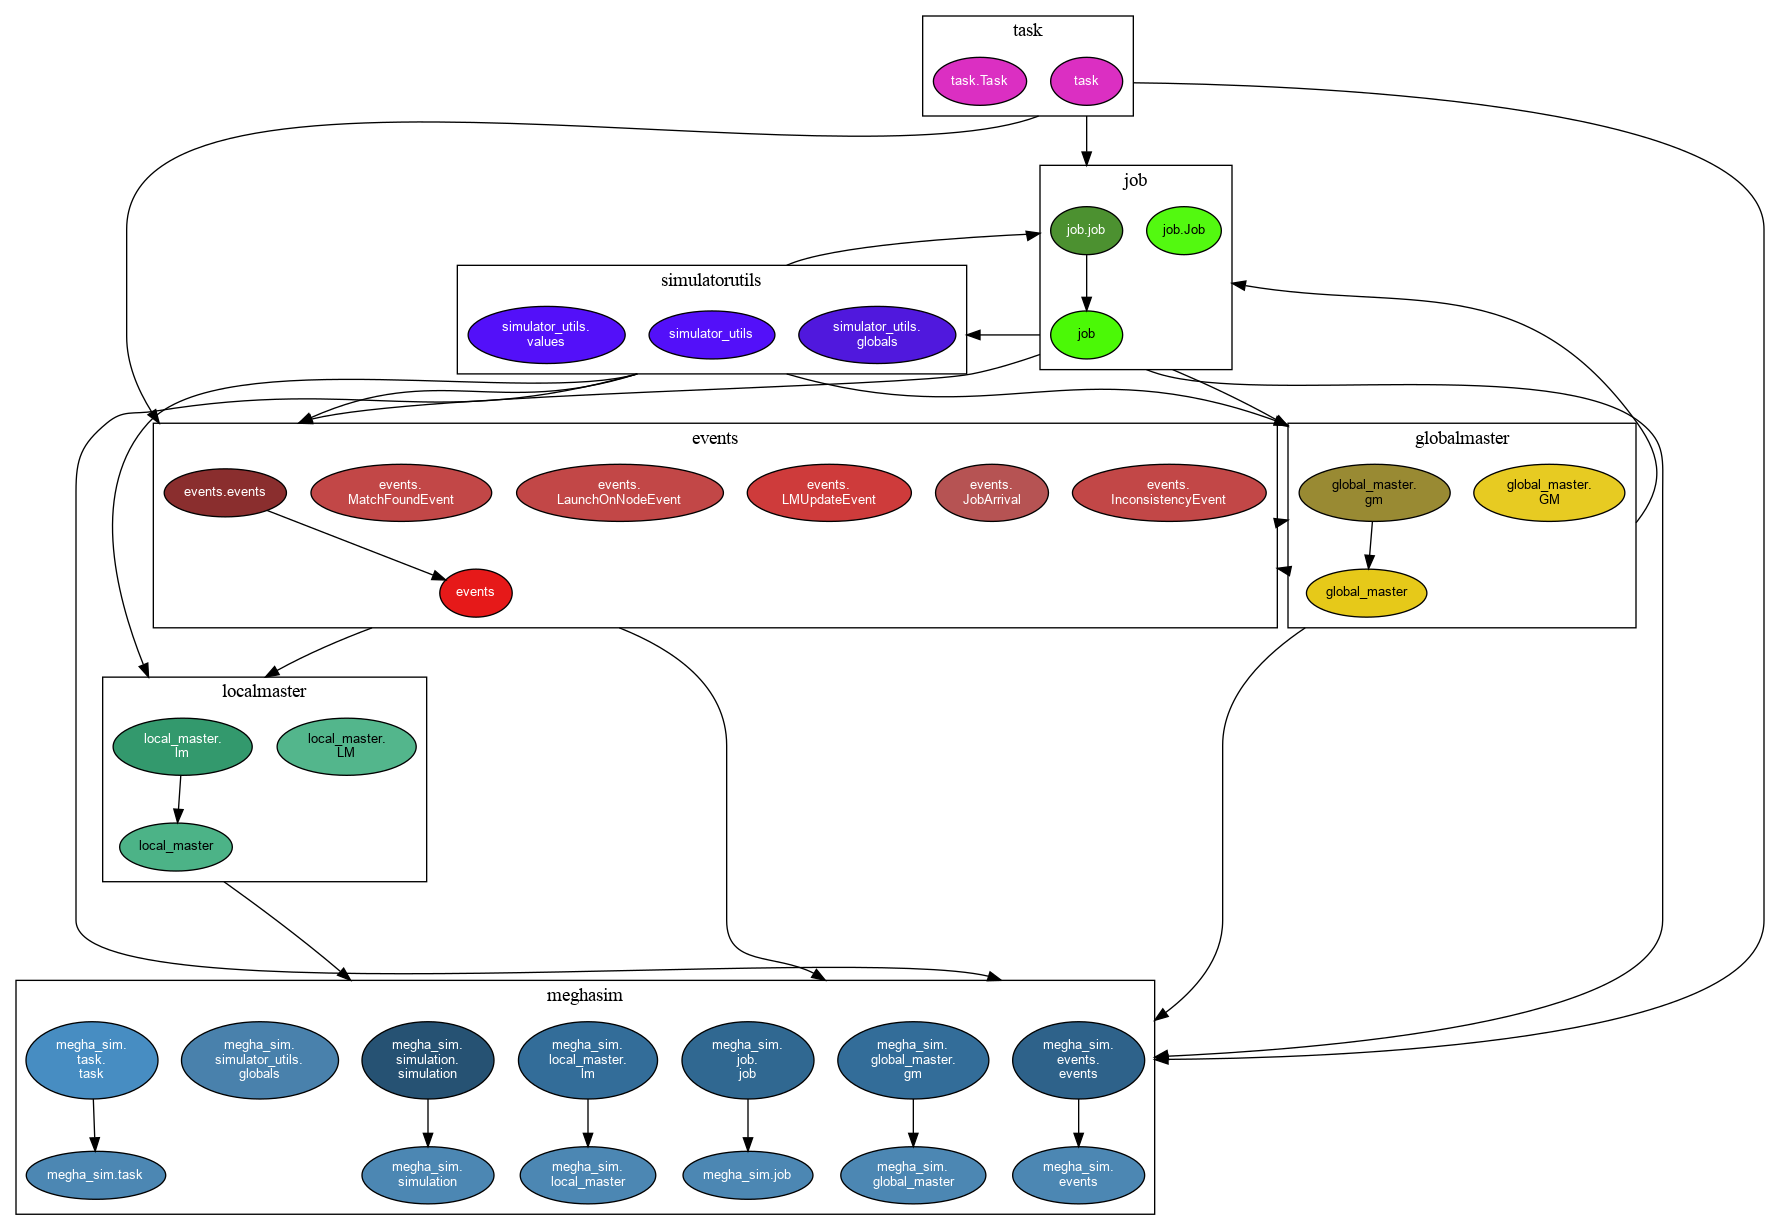 task
task.Task
task
job
job.job
job.Job
job
simulatorutils
simulator_utils.
values
simulator_utils
simulator_utils.
globals
events
events.events
events.
MatchFoundEvent
events.
LaunchOnNodeEvent
events.
LMUpdateEvent
events.
JobArrival
events.
InconsistencyEvent
events
globalmaster
global_master.
gm
global_master.
GM
global_master
localmaster
local_master.
lm
local_master.
LM
local_master
meghasim
megha_sim.
task.
task
megha_sim.
simulator_utils.
globals
megha_sim.
simulation.
simulation
megha_sim.
local_master.
lm
megha_sim.
job.
job
megha_sim.
global_master.
gm
megha_sim.
events.
events
megha_sim.task
megha_sim.
simulation
megha_sim.
local_master
megha_sim.job
megha_sim.
global_master
megha_sim.
events